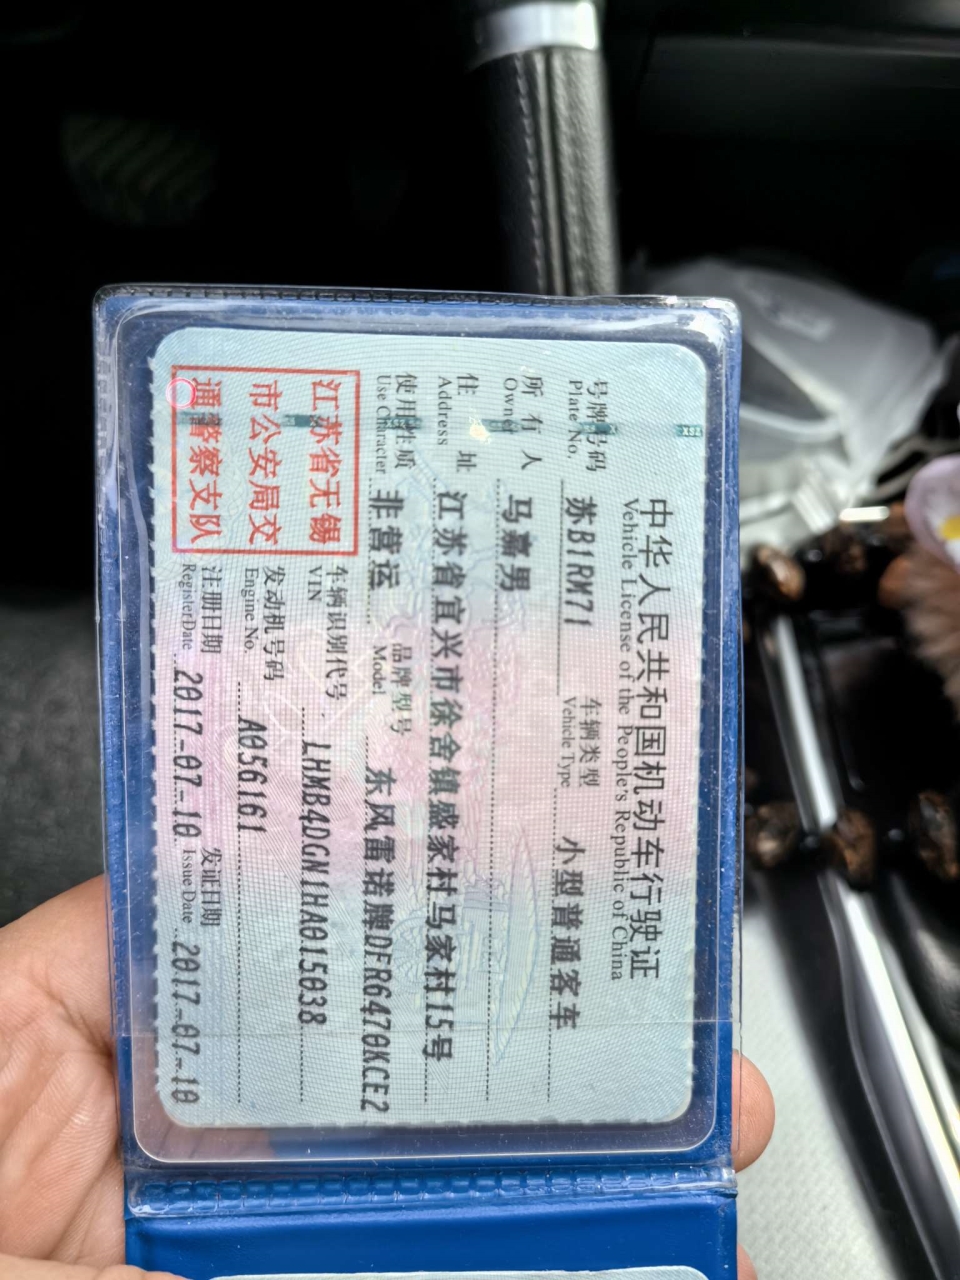 中华人民共和国机动车行驶证
Vehicle License of the People's Republic of China
号牌号码 苏B1RM71 车辆类型 小型普通客车
Plate No. Vehicle Type
所有人 马嘉男
Owner
住址 江苏省宜兴市徐舍镇盛家村马家村15号
Address
使用性质 非营运 品牌型号 东风雷诺牌DFR6470KCE2
Use Character Model
江苏省无锡
市公安局交
通警察支队
车辆识别代号 LHMB4DGN1HA015038
VIN
发动机号码 A056161
Engine No.
注册日期 2017-07-10 发证日期 2017-07-10
Register Date Issue Date